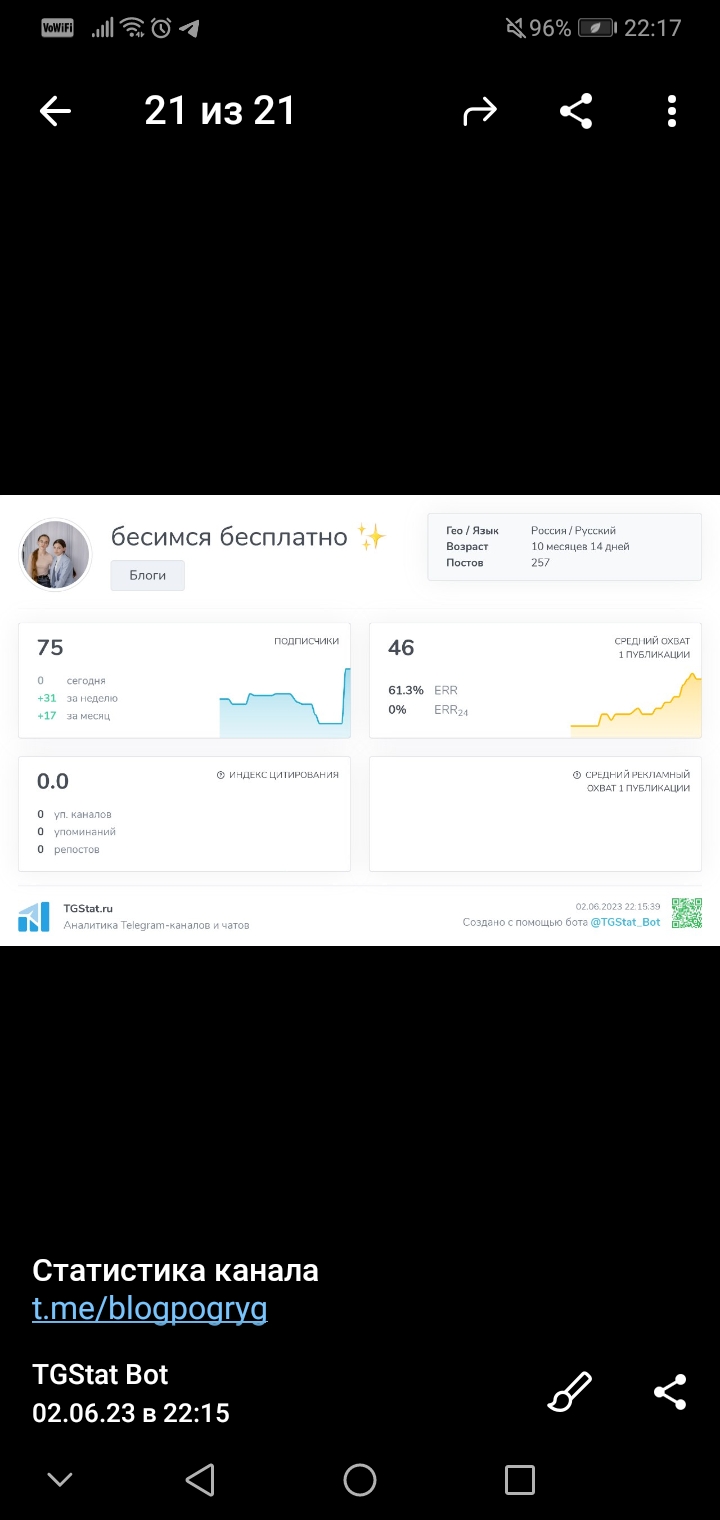 VoWiFi 96% 22:17
21 из 21
бесимся бесплатно ✨
Блоги
Гео / Язык Россия / Русский
Возраст 10 месяцев 14 дней
Постов 257
75 ПОДПИСЧИКИ
0 сегодня
+31 за неделю
+17 за месяц
46 СРЕДНИЙ ОХВАТ
1 ПУБЛИКАЦИИ
61.3% ERR
0% ERR24
0.0 ИНДЕКС ЦИТИРОВАНИЯ
0 уп. каналов
0 упоминаний
0 репостов
СРЕДНИЙ РЕКЛАМНЫЙ
ОХВАТ 1 ПУБЛИКАЦИИ
TGStat.ru
Аналитика Telegram-каналов и чатов
02.06.2023 22:15:39
Создано с помощью бота @TGStat_Bot
Статистика канала
t.me/blogpogryg
TGStat Bot
02.06.23 в 22:15